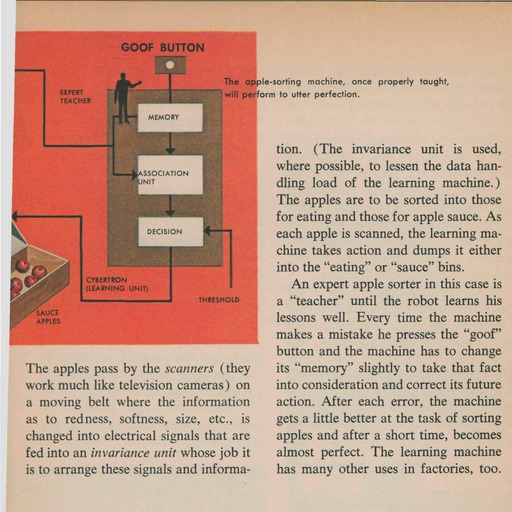 GOOF BUTTON
EXPERT
TEACHER
The apple-sorting machine, once properly taught,
will perform to utter perfection.
MEMORY
ASSOCIATION
UNIT
DECISION
CYBERTRON
(LEARNING UNIT)
THRESHOLD
SAUCE
APPLES
The apples pass by the scanners (they
work much like television cameras) on
a moving belt where the information
as to redness, softness, size, etc., is
changed into electrical signals that are
fed into an invariance unit whose job it
is to arrange these signals and informa-
tion. (The invariance unit is used,
where possible, to lessen the data han-
dling load of the learning machine.)
The apples are to be sorted into those
for eating and those for apple sauce. As
each apple is scanned, the learning ma-
chine takes action and dumps it either
into the “eating” or “sauce” bins.
An expert apple sorter in this case is
a “teacher” until the robot learns his
lessons well. Every time the machine
makes a mistake he presses the “goof”
button and the machine has to change
its “memory” slightly to take that fact
into consideration and correct its future
action. After each error, the machine
gets a little better at the task of sorting
apples and after a short time, becomes
almost perfect. The learning machine
has many other uses in factories, too.